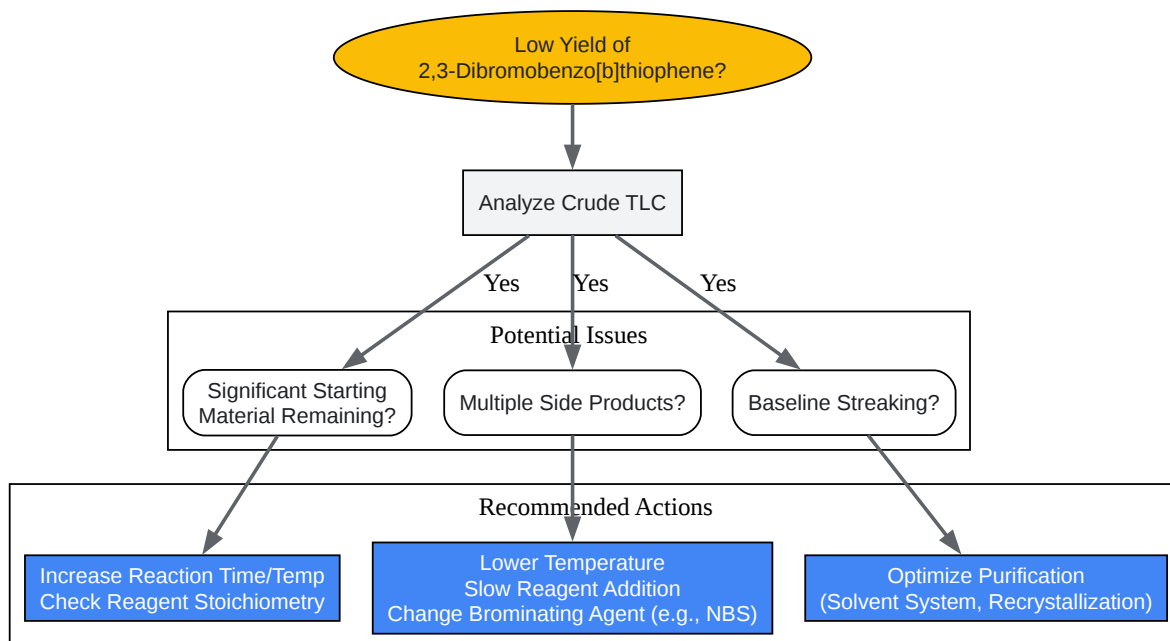 Low Yield of
2,3-Dibromobenzo[b]thiophene?
Analyze Crude TLC
Yes
Yes
Yes
Potential Issues
Significant Starting
Material Remaining?
Multiple Side Products?
Baseline Streaking?
Recommended Actions
Increase Reaction Time/Temp
Check Reagent Stoichiometry
Lower Temperature
Slow Reagent Addition
Change Brominating Agent (e.g., NBS)
Optimize Purification
(Solvent System, Recrystallization)